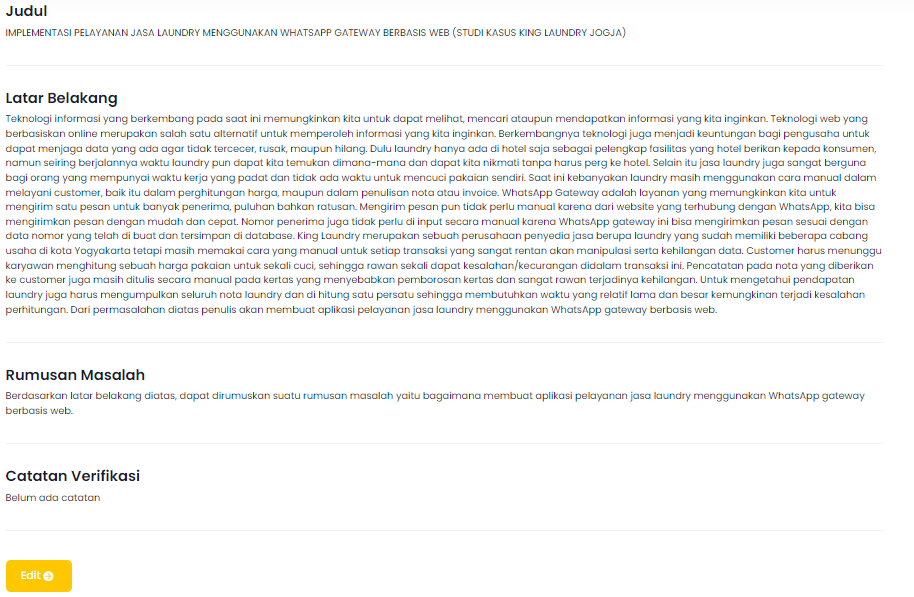 Judul
IMPLEMENTASI PELAYANAN JASA LAUNDRY MENGGUNAKAN WHATSAPP GATEWAY BERBASIS WEB (STUDI KASUS KING LAUNDRY JOGJA)
Latar Belakang
Teknologi informasi yang berkembang pada saat ini memungkinkan kita untuk dapat melihat, mencari ataupun mendapatkan informasi yang kita inginkan. Teknologi web yang
berbasiskan online merupakan salah satu alternatif untuk memperoleh informasi yang kita inginkan. Berkembangnya teknologi juga menjadi keuntungan bagi pengusaha untuk
dapat menjaga data yang ada agar tidak tercecer, rusak, maupun hilang. Dulu laundry hanya ada di hotel saja sebagai pelengkap fasilitas yang hotel berikan kepada konsumen,
namun seiring berjalannya waktu laundry pun dapat kita temukan dimana-mana dan dapat kita nikmati tanpa harus perg ke hotel. Selain itu jasa laundry juga sangat berguna
bagi orang yang mempunyai waktu kerja yang padat dan tidak ada waktu untuk mencuci pakaian sendiri. Saat ini kebanyakan laundry masih menggunakan cara manual dalam
melayani customer, baik itu dalam perghitungan harga, maupun dalam penulisan nota atau invoice. WhatsApp Gateway adalah layanan yang memungkinkan kita untuk
mengirim satu pesan untuk banyak penerima, puluhan bahkan ratusan. Mengirim pesan pun tidak perlu manual karena dari website yang terhubung dengan WhatsApp, kita bisa
mengirimkan pesan dengan mudah dan cepat. Nomor penerima juga tidak perlu di input secara manual karena WhatsApp gateway ini bisa mengirimkan pesan sesuai dengan
data nomor yang telah di buat dan tersimpan di database. King Laundry merupakan sebuah perusahaan penyedia jasa berupa laundry yang sudah memiliki beberapa cabang
usaha di kota Yogyakarta tetapi masih memakai cara yang manual untuk setiap transaksi yang sangat rentan akan manipulasi serta kehilangan data. Customer harus menunggu
karyawan menghitung sebuah harga pakaian untuk sekali cuci, sehingga rawan sekali dapat kesalahan/kecurangan didalam transaksi ini. Pencatatan pada nota yang diberikan
ke customer juga masih ditulis secara manual pada kertas yang menyebabkan pemborosan kertas dan sangat rawan terjadinya kehilangan. Untuk mengetahui pendapatan
laundry juga harus mengumpulkan seluruh nota laundry dan di hitung satu persatu sehingga membutuhkan waktu yang relatif lama dan besar kemungkinan terjadi kesalahan
perhitungan. Dari permasalahan diatas penulis akan membuat aplikasi pelayanan jasa laundry menggunakan WhatsApp gateway berbasis web.
Rumusan Masalah
Berdasarkan latar belakang diatas, dapat dirumuskan suatu rumusan masalah yaitu bagaimana membuat aplikasi pelayanan jasa laundry menggunakan WhatsApp gateway
berbasis web.
Catatan Verifikasi
Belum ada catatan
Edit